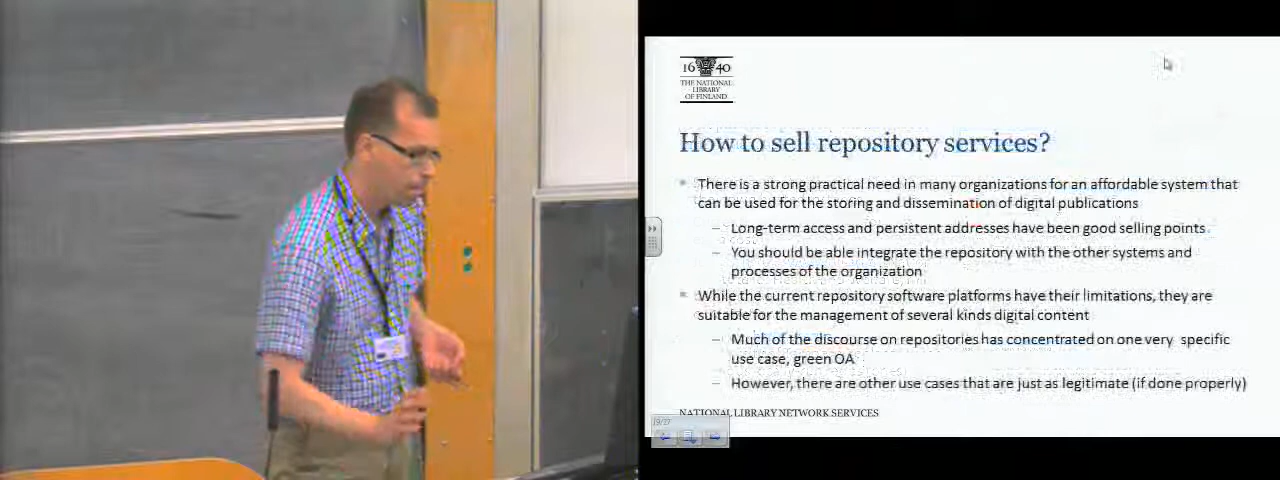 16 40
THE NATIONAL
LIBRARY
OF FINLAND
How to sell repository services?
There is a strong practical need in many organizations for an affordable system that
can be used for the storing and dissemination of digital publications
– Long-term access and persistent addresses have been good selling points
– You should be able integrate the repository with the other systems and
processes of the organization
While the current repository software platforms have their limitations, they are
suitable for the management of several kinds digital content
– Much of the discourse on repositories has concentrated on one very specific
use case, green OA
– However, there are other use cases that are just as legitimate (if done properly)
NATIONAL LIBRARY NETWORK SERVICES
19/27